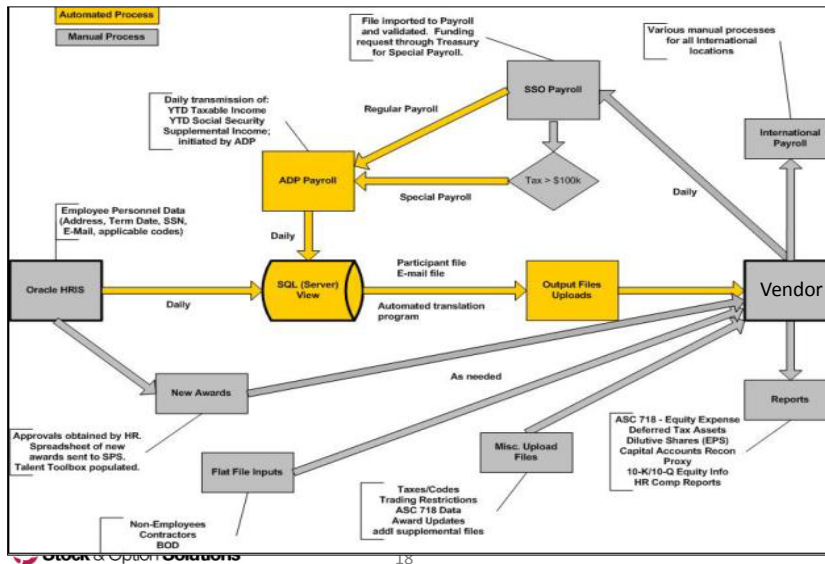 Automated Process
Manual Process
File imported to Payroll
and validated. Funding
request through Treasury
for Special Payroll.
Various manual processes
for all International
locations
SSO Payroll
Daily transmission of:
YTD Taxable Income
YTD Social Security
Supplemental Income;
initiated by ADP
Regular Payroll
International
Payroll
ADP Payroll
Tax > $100k
Special Payroll
Daily
Employee Personnel Data
(Address, Term Date, SSN,
E-Mail, applicable codes)
Daily
Participant file
E-mail file
Oracle HRIS
SQL (Server)
View
Output Files
Uploads
Vendor
Daily
Automated translation
program
As needed
New Awards
Reports
Approvals obtained by HR.
Spreadsheet of new
awards sent to SPS.
Talent Toolbox populated.
Misc. Upload
Files
ASC 718 - Equity Expense
Deferred Tax Assets
Dilutive Shares (EPS)
Capital Accounts Recon
Proxy
10-K/10-Q Equity Info
HR Comp Reports
Flat File Inputs
Taxes/Codes
Trading Restrictions
ASC 718 Data
Award Updates
addl supplemental files
Non-Employees
Contractors
BOD
Stock & Option Solutions
18